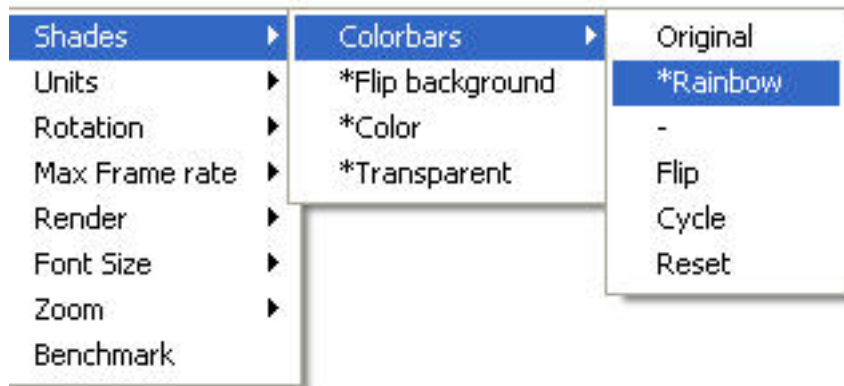 Shades
Units
Rotation
Max Frame rate
Render
Font Size
Zoom
Benchmark
Colorbars
*Flip background
*Color
*Transparent
Original
*Rainbow
-
Flip
Cycle
Reset